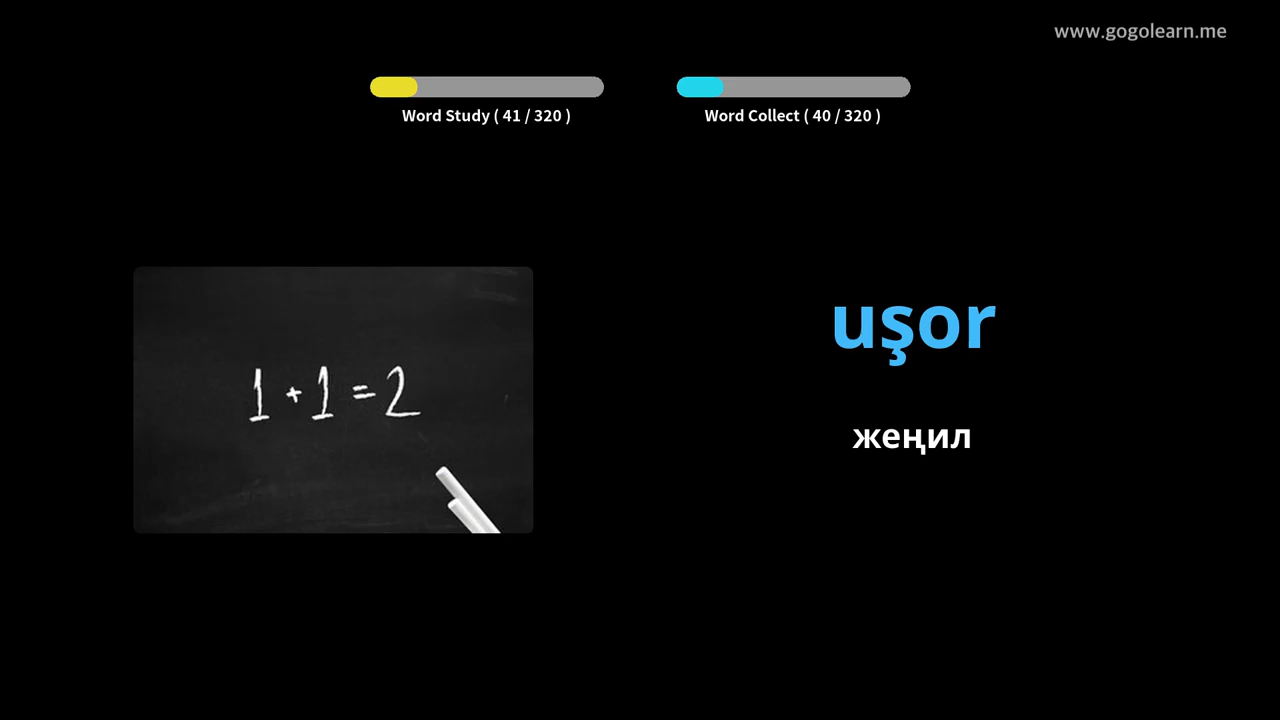 www.gogolearn.me
Word Study ( 41 / 320 )
Word Collect ( 40 / 320 )
1 + 1 = 2
uşor
жеңил